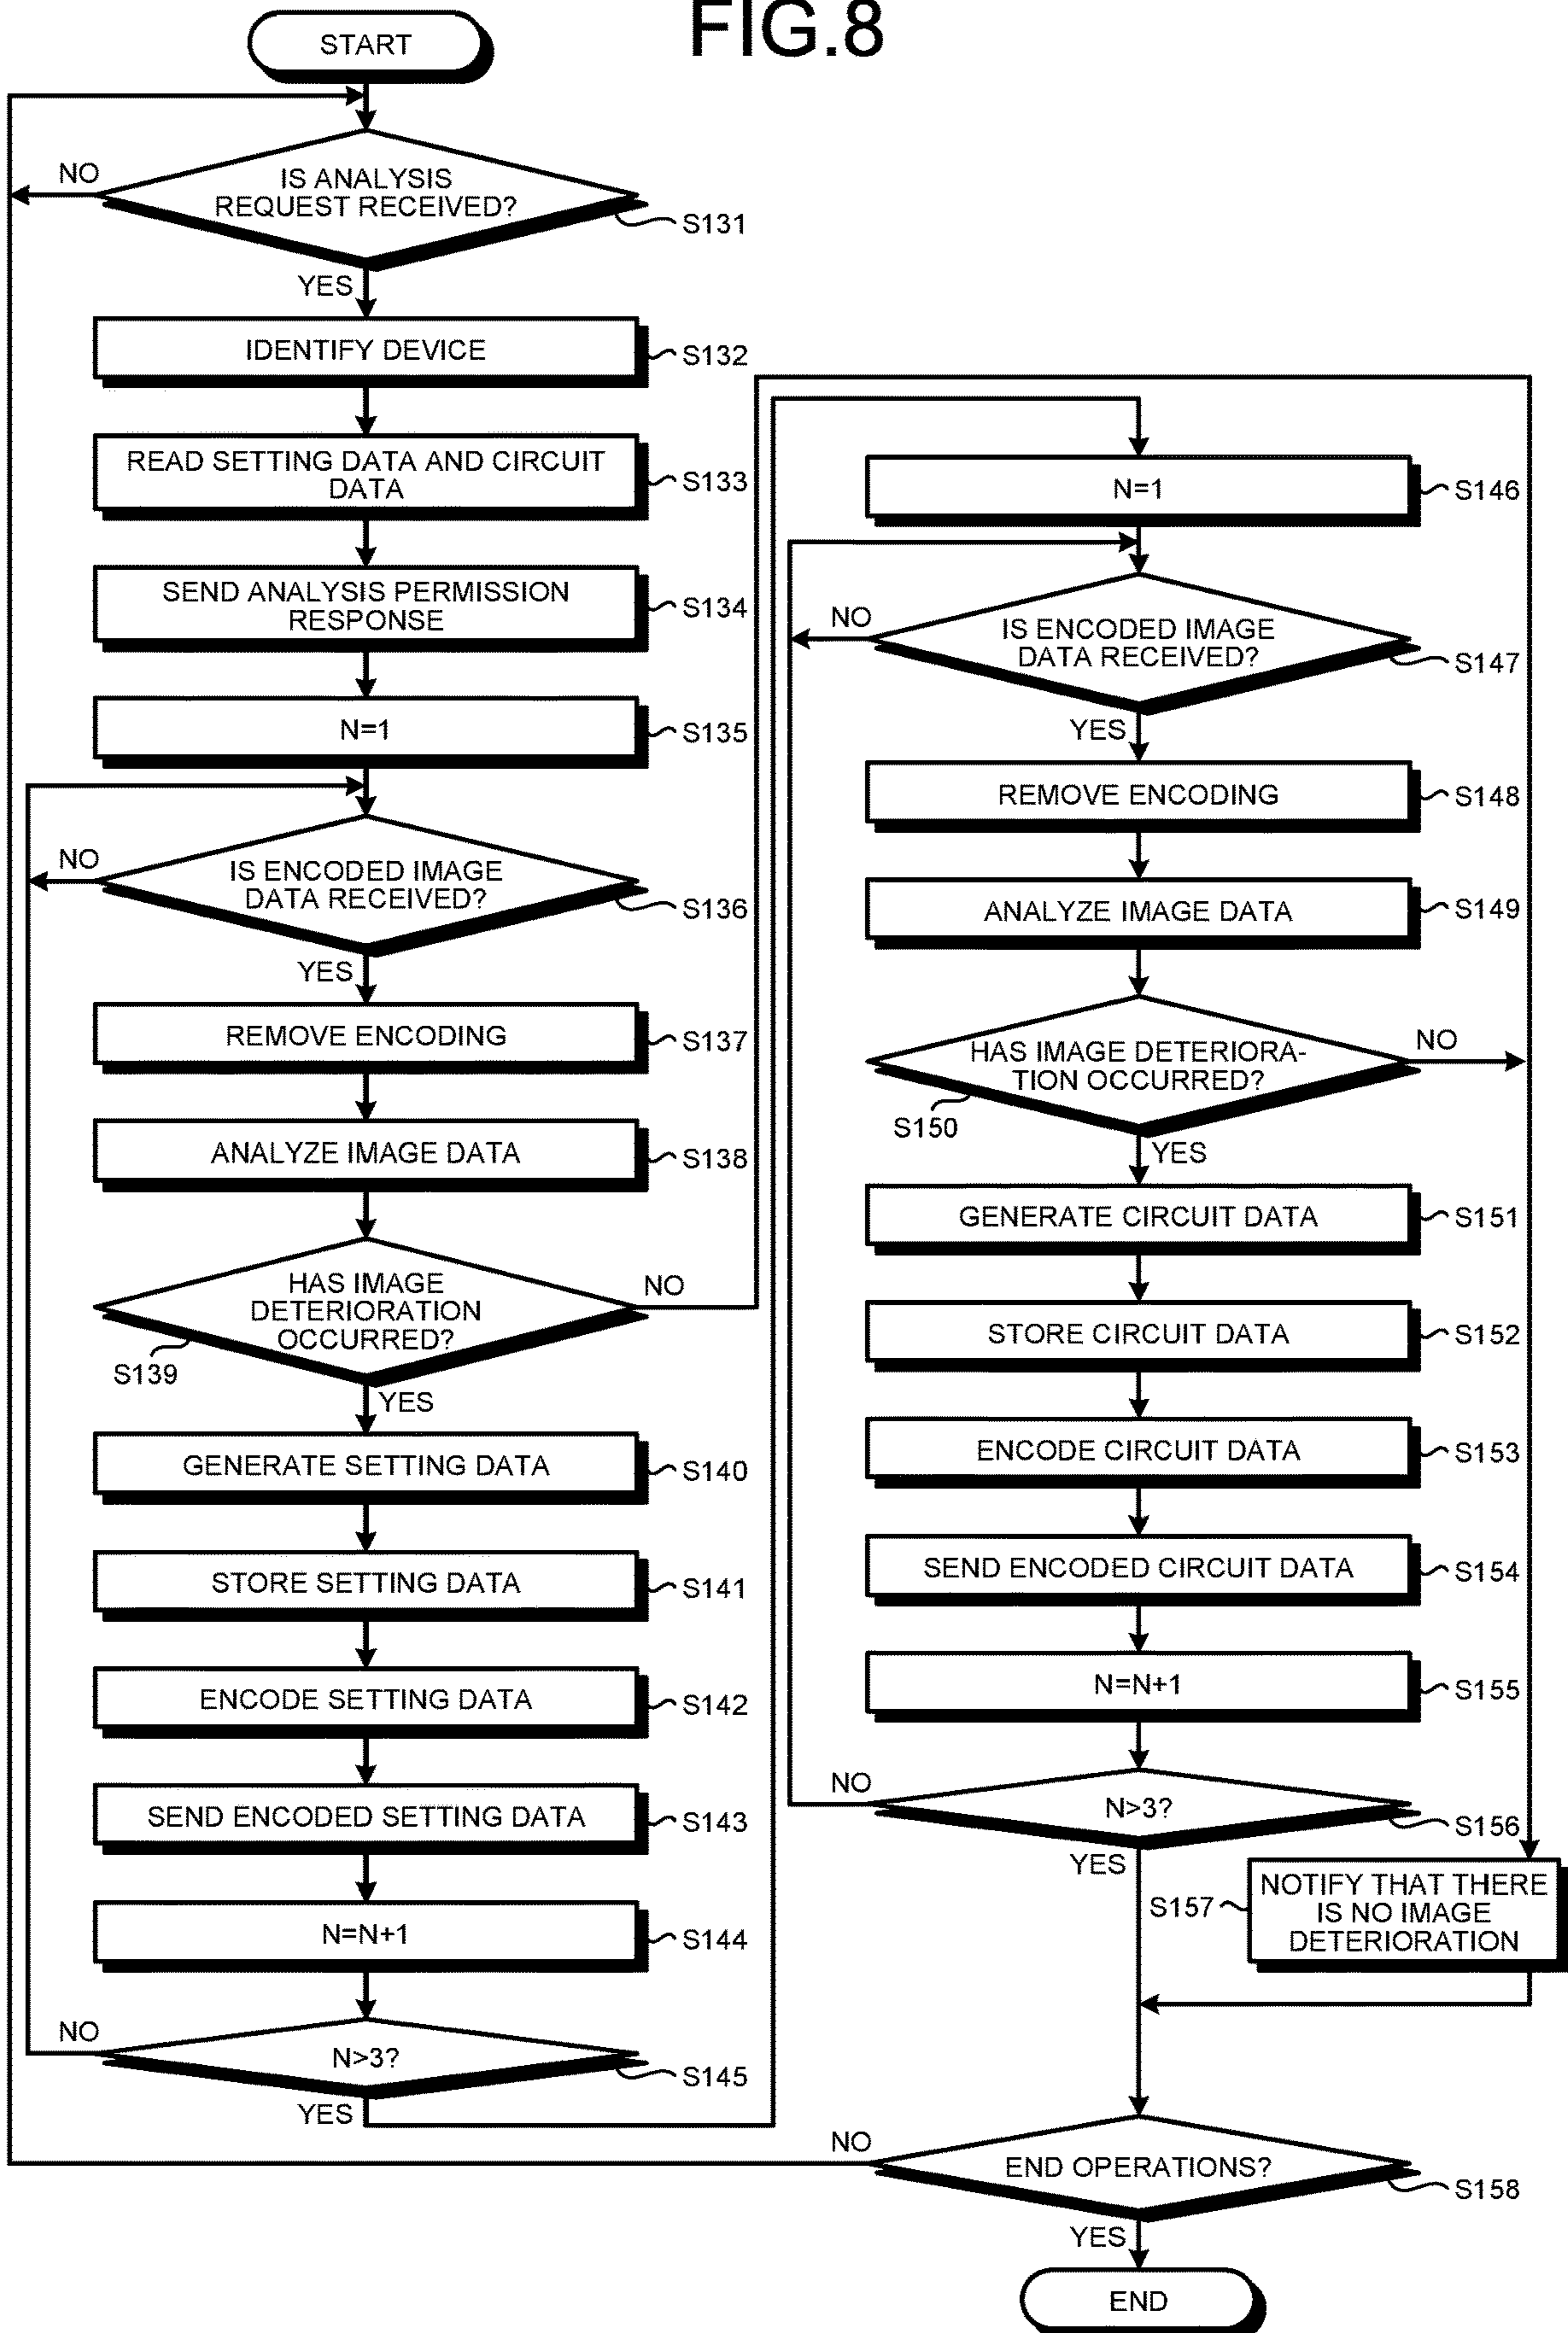 FIG.8
START
NO
IS ANALYSIS
REQUEST RECEIVED?
S131
YES
IDENTIFY DEVICE
S132
READ SETTING DATA AND CIRCUIT
DATA
S133
SEND ANALYSIS PERMISSION
RESPONSE
S134
N=1
S135
NO
IS ENCODED IMAGE
DATA RECEIVED?
S136
YES
REMOVE ENCODING
S137
ANALYZE IMAGE DATA
S138
HAS IMAGE
DETERIORATION
OCCURRED?
NO
S139
YES
GENERATE SETTING DATA
S140
STORE SETTING DATA
S141
ENCODE SETTING DATA
S142
SEND ENCODED SETTING DATA
S143
N=N+1
S144
NO
N>3?
S145
YES
N=1
S146
NO
IS ENCODED IMAGE
DATA RECEIVED?
S147
YES
REMOVE ENCODING
S148
ANALYZE IMAGE DATA
S149
HAS IMAGE DETERIORA-
TION OCCURRED?
NO
S150
YES
GENERATE CIRCUIT DATA
S151
STORE CIRCUIT DATA
S152
ENCODE CIRCUIT DATA
S153
SEND ENCODED CIRCUIT DATA
S154
N=N+1
S155
NO
N>3?
S156
YES
S157
NOTIFY THAT THERE
IS NO IMAGE
DETERIORATION
NO
END OPERATIONS?
S158
YES
END